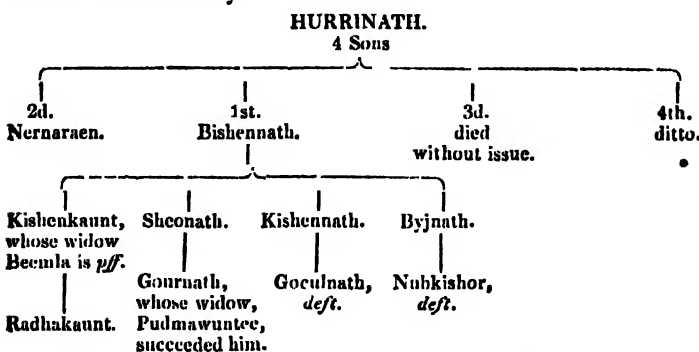 HURRINATH.
4 Sons
2d. 1st. 3d. 4th.
Nernaraen. Bishennath. died ditto.
without issue.
Kishenkaunt, Sheonath. Kishennath. Byjnath.
whose widow
Beemla is pff.
Gournath, Goculnath, Nubkishor,
whose widow, deft. deft.
Radhakaunt. Pudmawuntee,
succeeded him.